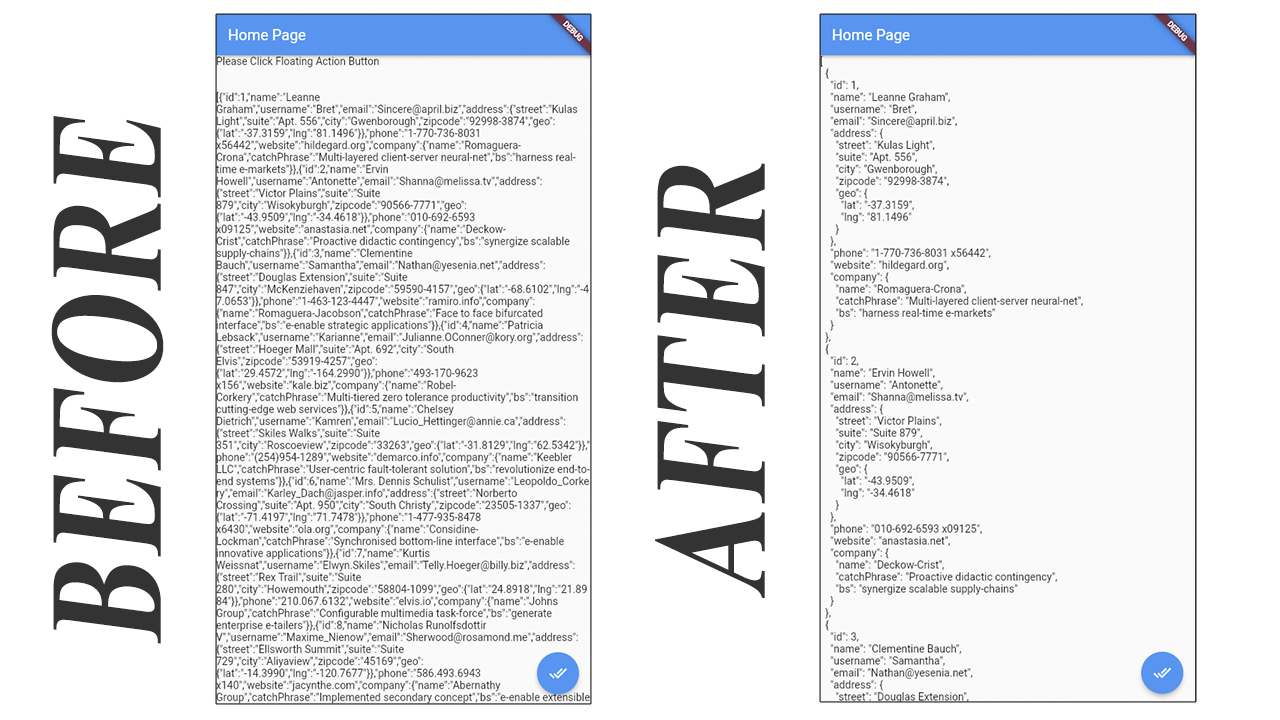 BEFORE
Home Page
DEBUG
Please Click Floating Action Button
[{"id":1,"name":"Leanne
Graham","username":"Bret","email":"Sincere@april.biz","address":{"street":"Kulas
Light","suite":"Apt. 556","city":"Gwenborough","zipcode":"92998-3874","geo":
{"lat":"-37.3159","lng":"81.1496"}},"phone":"1-770-736-8031
x56442","website":"hildegard.org","company":{"name":"Romaguera-
Crona","catchPhrase":"Multi-layered client-server neural-net","bs":"harness real-
time e-markets"}},{"id":2,"name":"Ervin
Howell","username":"Antonette","email":"Shanna@melissa.tv","address":
{"street":"Victor Plains","suite":"Suite
879","city":"Wisokyburgh","zipcode":"90566-7771","geo":
{"lat":"-43.9509","lng":"-34.4618"}},"phone":"010-692-6593
x09125","website":"anastasia.net","company":{"name":"Deckow-
Crist","catchPhrase":"Proactive didactic contingency","bs":"synergize scalable
supply-chains"}},{"id":3,"name":"Clementine
Bauch","username":"Samantha","email":"Nathan@yesenia.net","address":
{"street":"Douglas Extension","suite":"Suite
847","city":"McKenziehaven","zipcode":"59590-4157","geo":{"lat":"-68.6102","lng":"-4
7.0653"}},"phone":"1-463-123-4447","website":"ramiro.info","company":
{"name":"Romaguera-Jacobson","catchPhrase":"Face to face bifurcated
interface","bs":"e-enable strategic applications"}},{"id":4,"name":"Patricia
Lebsack","username":"Karianne","email":"Julianne.OConner@kory.org","address":
{"street":"Hoeger Mall","suite":"Apt. 692","city":"South
Elvis","zipcode":"53919-4257","geo":
{"lat":"29.4572","lng":"-164.2990"}},"phone":"493-170-9623
x156","website":"kale.biz","company":{"name":"Robel-
Corkery","catchPhrase":"Multi-tiered zero tolerance productivity","bs":"transition
cutting-edge web services"}},{"id":5,"name":"Chelsey
Dietrich","username":"Kamren","email":"Lucio_Hettinger@annie.ca","address":
{"street":"Skiles Walks","suite":"Suite
351","city":"Roscoeview","zipcode":"33263","geo":{"lat":"-31.8129","lng":"62.5342"}},"
phone":"(254)954-1289","website":"demarco.info","company":{"name":"Keebler
LLC","catchPhrase":"User-centric fault-tolerant solution","bs":"revolutionize end-to-
end systems"}},{"id":6,"name":"Mrs. Dennis Schulist","username":"Leopoldo_Corke
ry","email":"Karley_Dach@jasper.info","address":{"street":"Norberto
Crossing","suite":"Apt. 950","city":"South Christy","zipcode":"23505-1337","geo":
{"lat":"-71.4197","lng":"71.7478"}},"phone":"1-477-935-8478
x6430","website":"ola.org","company":{"name":"Considine-
Lockman","catchPhrase":"Synchronised bottom-line interface","bs":"e-enable
innovative applications"}},{"id":7,"name":"Kurtis
Weissnat","username":"Elwyn.Skiles","email":"Telly.Hoeger@billy.biz","address":
{"street":"Rex Trail","suite":"Suite
280","city":"Howemouth","zipcode":"58804-1099","geo":{"lat":"24.8918","lng":"21.89
84"}},"phone":"210.067.6132","website":"elvis.io","company":{"name":"Johns
Group","catchPhrase":"Configurable multimedia task-force","bs":"generate
enterprise e-tailers"}},{"id":8,"name":"Nicholas Runolfsdottir
V","username":"Maxime_Nienow","email":"Sherwood@rosamond.me","address":
{"street":"Ellsworth Summit","suite":"Suite
729","city":"Aliyaview","zipcode":"45169","geo":
{"lat":"-14.3990","lng":"-120.7677"}},"phone":"586.493.6943
x140","website":"jacynthe.com","company":{"name":"Abernathy
Group","catchPhrase":"Implemented secondary concept","bs":"e-enable extensible
AFTER
Home Page
DEBUG
[
{
"id": 1,
"name": "Leanne Graham",
"username": "Bret",
"email": "Sincere@april.biz",
"address": {
"street": "Kulas Light",
"suite": "Apt. 556",
"city": "Gwenborough",
"zipcode": "92998-3874",
"geo": {
"lat": "-37.3159",
"lng": "81.1496"
}
},
"phone": "1-770-736-8031 x56442",
"website": "hildegard.org",
"company": {
"name": "Romaguera-Crona",
"catchPhrase": "Multi-layered client-server neural-net",
"bs": "harness real-time e-markets"
}
},
{
"id": 2,
"name": "Ervin Howell",
"username": "Antonette",
"email": "Shanna@melissa.tv",
"address": {
"street": "Victor Plains",
"suite": "Suite 879",
"city": "Wisokyburgh",
"zipcode": "90566-7771",
"geo": {
"lat": "-43.9509",
"lng": "-34.4618"
}
},
"phone": "010-692-6593 x09125",
"website": "anastasia.net",
"company": {
"name": "Deckow-Crist",
"catchPhrase": "Proactive didactic contingency",
"bs": "synergize scalable supply-chains"
}
},
{
"id": 3,
"name": "Clementine Bauch",
"username": "Samantha",
"email": "Nathan@yesenia.net",
"address": {
"street": "Douglas Extension",